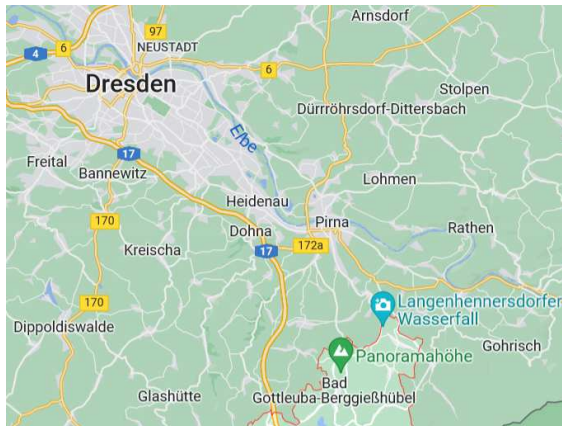 Arnsdorf
97
NEUSTADT
4
6
6
Dresden
Stolpen
Dürrröhrsdorf-Dittersbach
Elbe
17
Freital
Bannewitz
Lohmen
Heidenau
170
Pirna
Rathen
Dohna
172a
Kreischa
17
170
Langenhennersdorfer
Wasserfall
Dippoldiswalde
Gohrisch
Panoramahöhe
Bad
Glashütte
Gottleuba-Berggießhübel